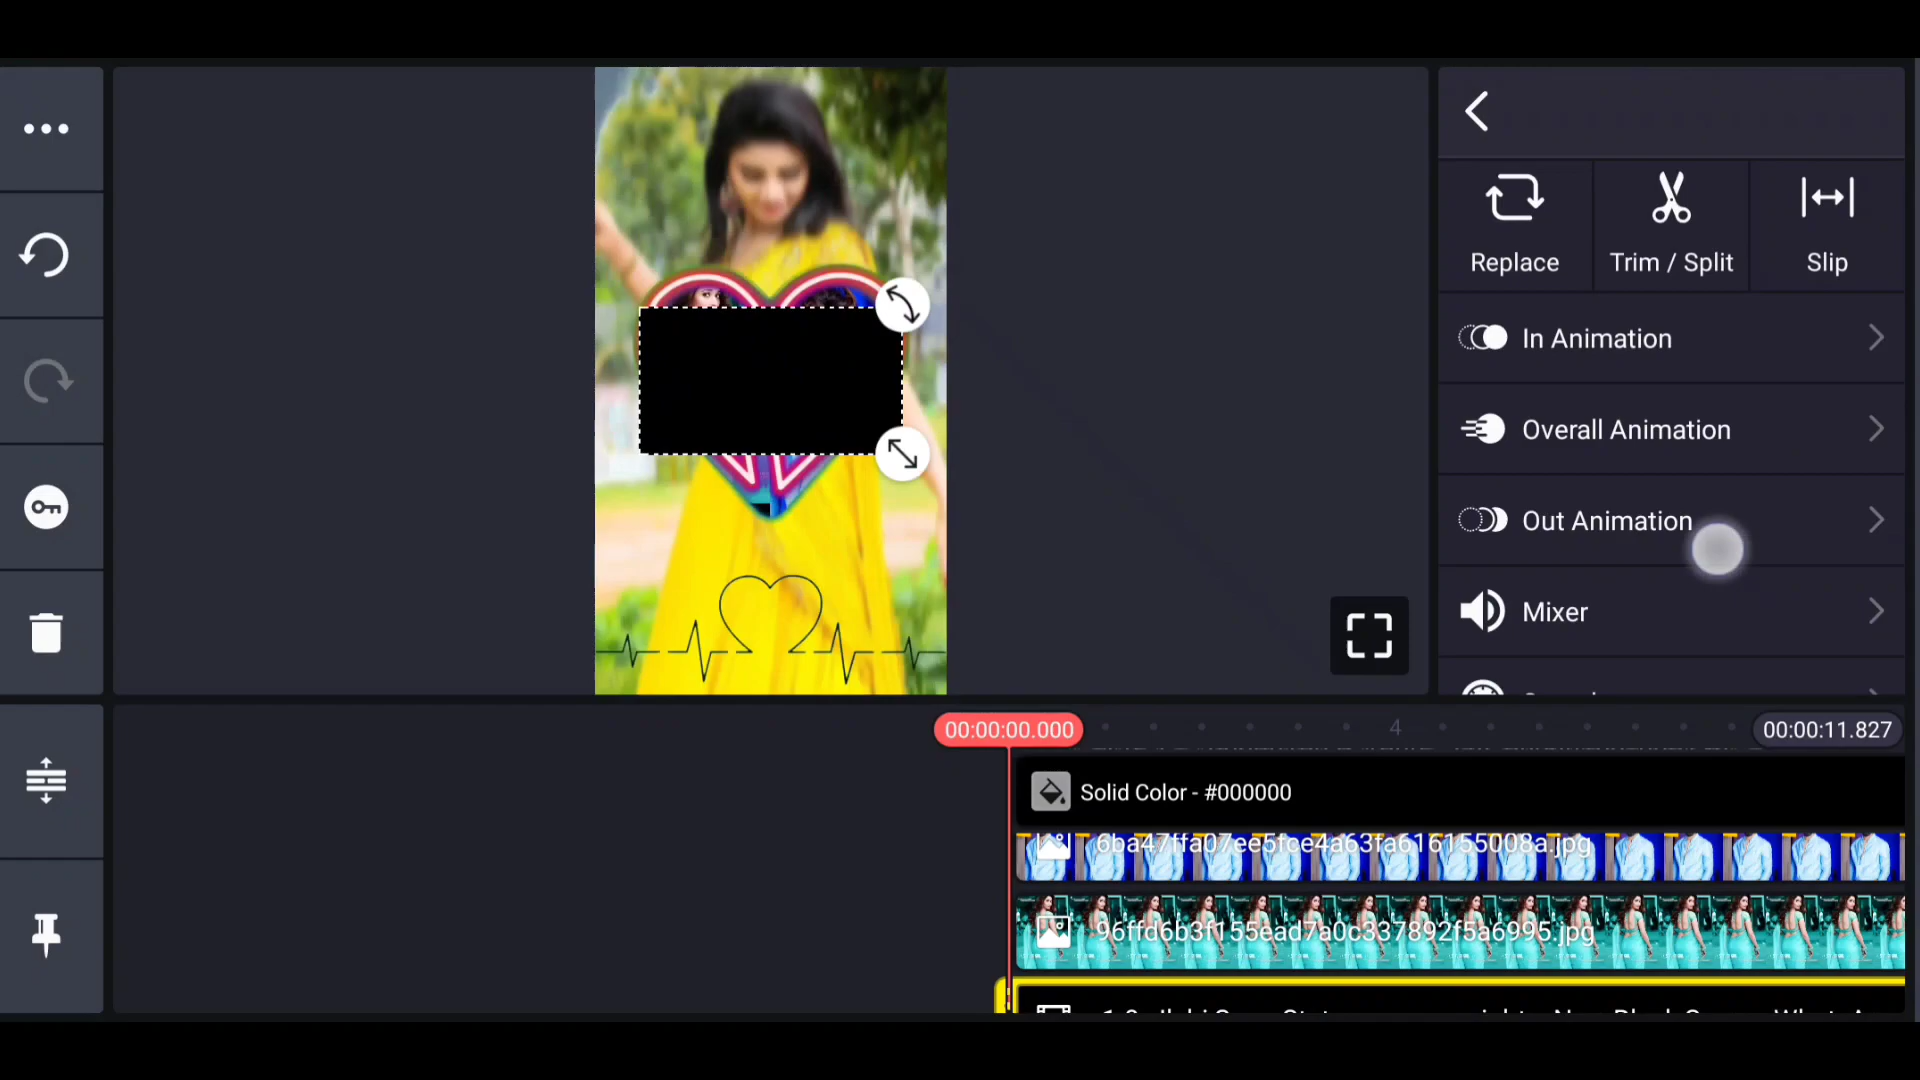 Replace
Trim / Split
Slip
In Animation
Overall Animation
Out Animation
Mixer
00:00:00.000
4
00:00:11.827
Solid Color - #000000
6ba47ffa07ee5fce4a63fa616155008a.jpg
96ffd6b3f155ead7a0c337892f5a6995.jpg